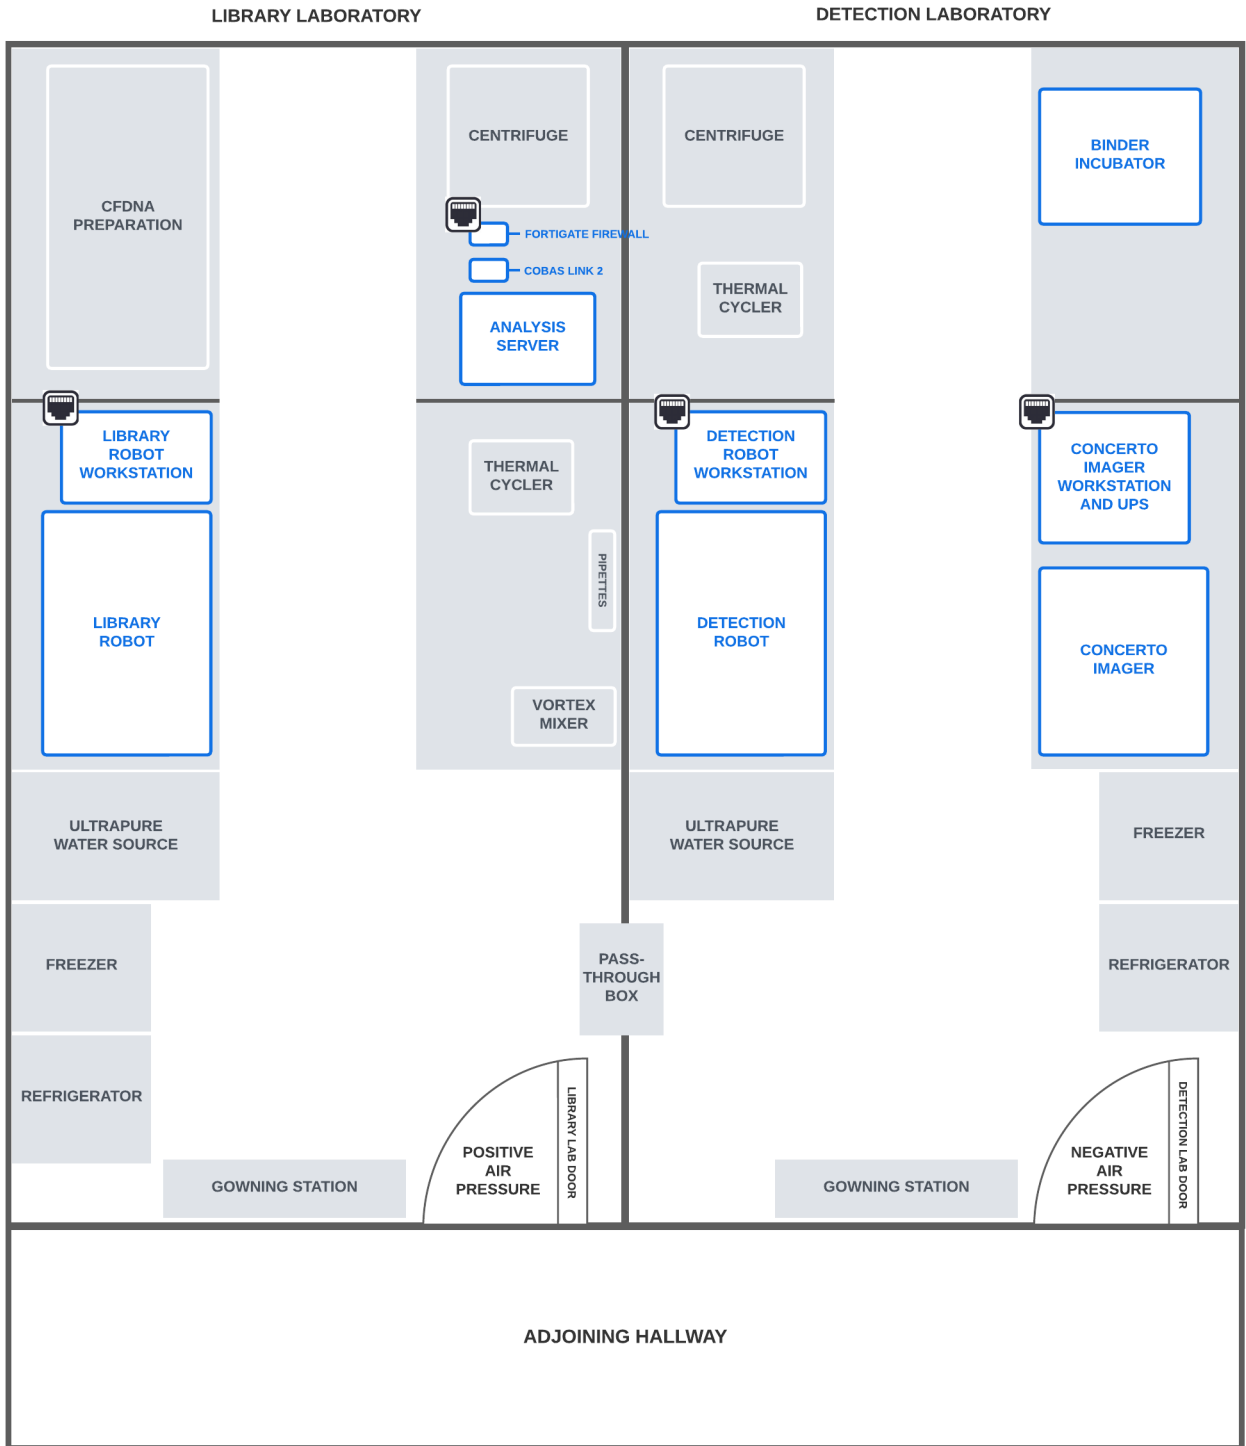 LIBRARY LABORATORY
DETECTION LABORATORY
CFDNA
PREPARATION
CENTRIFUGE
FORTIGATE FIREWALL
COBAS LINK 2
ANALYSIS
SERVER
CENTRIFUGE
THERMAL
CYCLER
BINDER
INCUBATOR
LIBRARY
ROBOT
WORKSTATION
LIBRARY
ROBOT
THERMAL
CYCLER
PIPETTES
VORTEX
MIXER
DETECTION
ROBOT
WORKSTATION
DETECTION
ROBOT
CONCERTO
IMAGER
WORKSTATION
AND UPS
CONCERTO
IMAGER
ULTRAPURE
WATER SOURCE
ULTRAPURE
WATER SOURCE
FREEZER
FREEZER
PASS-
THROUGH
BOX
REFRIGERATOR
REFRIGERATOR
GOWNING STATION
POSITIVE
AIR
PRESSURE
LIBRARY LAB DOOR
GOWNING STATION
NEGATIVE
AIR
PRESSURE
DETECTION LAB DOOR
ADJOINING HALLWAY